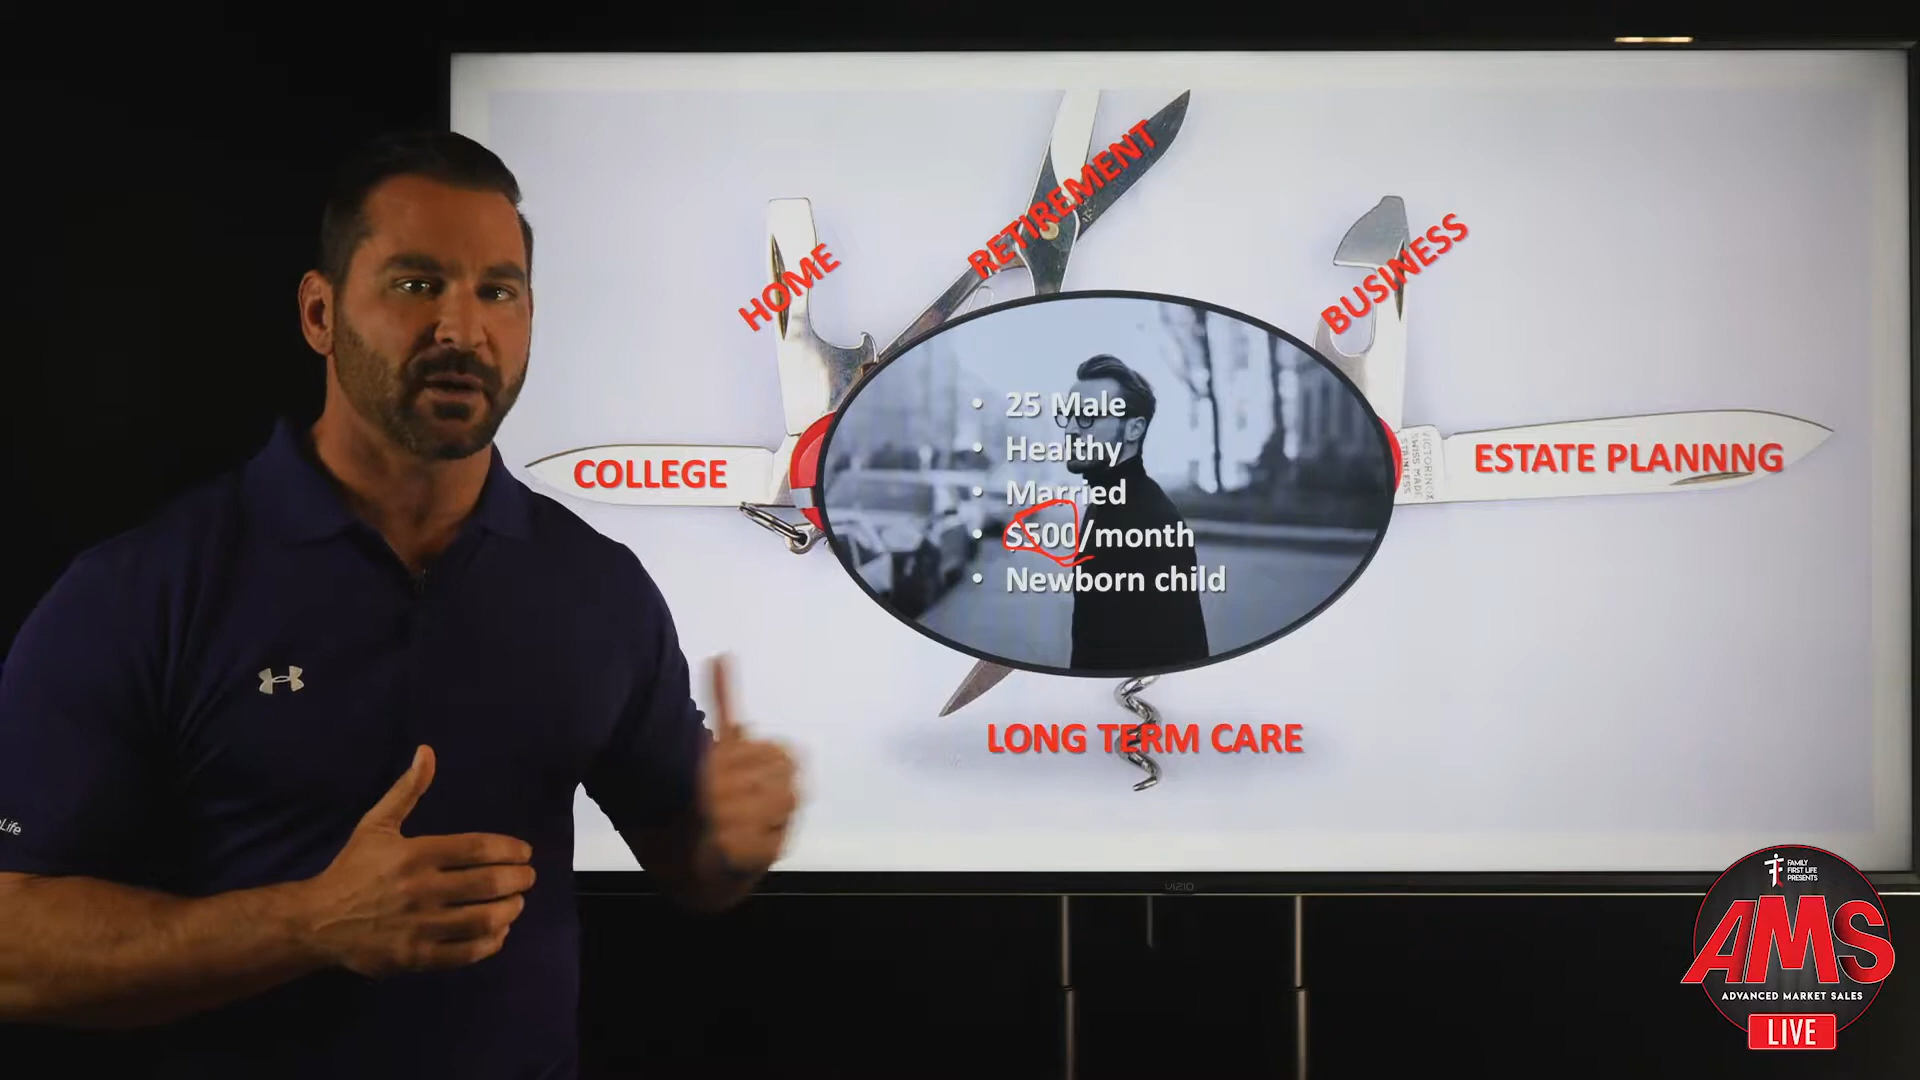 RETIREMENT
HOME
BUSINESS
COLLEGE
ESTATE PLANNNG
• 25 Male
• Healthy
• Married
• $500/month
• Newborn child
VICTORINOX
SWISS MADE
STAINLESS
LONG TERM CARE
Life
VIZIO
FAMILY
FIRST LIFE
PRESENTS
AMS
ADVANCED MARKET SALES
LIVE